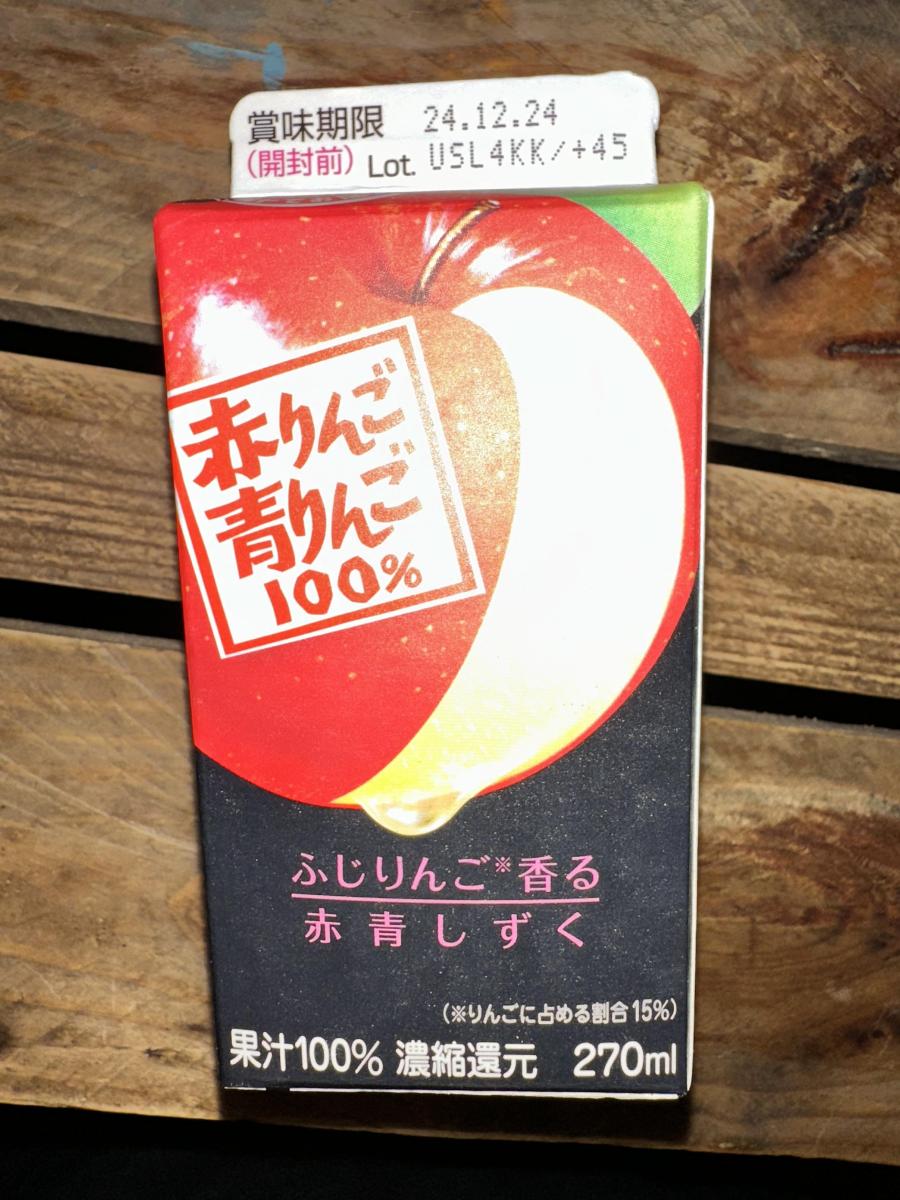 賞味期限 24.12.24
(開封前) Lot. USL4KK/+45
赤りんご
青りんご
100%
ふじりんご※香る
赤青しずく
(※りんごに占める割合15%)
果汁100% 濃縮還元 270ml